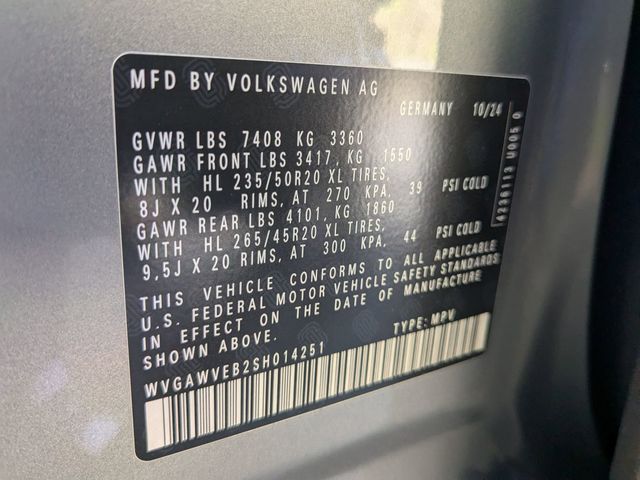 MFD BY VOLKSWAGEN AG
GERMANY 10/24
GVWR LBS 7408 KG 3360
GAWR FRONT LBS 3417, KG 1550
WITH HL 235/50R20 XL TIRES,
8J X 20 RIMS, AT 270 KPA, 39 PSI COLD
GAWR REAR LBS 4101, KG 1860
WITH HL 265/45R20 XL TIRES,
9,5J X 20 RIMS, AT 300 KPA, 44 PSI COLD
THIS VEHICLE CONFORMS TO ALL APPLICABLE
U.S. FEDERAL MOTOR VEHICLE SAFETY STANDARDS
IN EFFECT ON THE DATE OF MANUFACTURE
SHOWN ABOVE.
TYPE: MPV
WVGAWVEB2SH014251